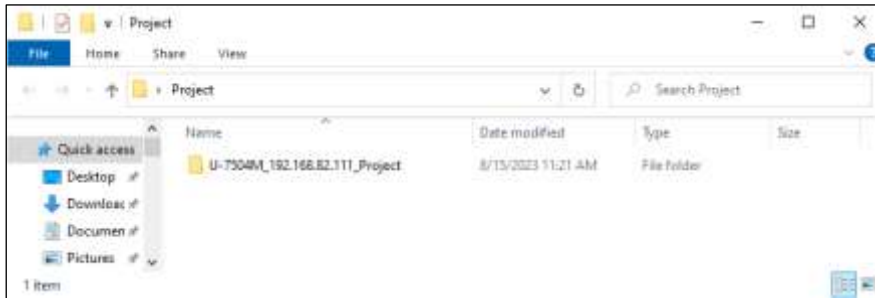 Project
File Home Share View
Project
Search Project
Name Date modified Type Size
Quick access
Desktop
Downloac
Documen
Pictures
U-7504M_192.168.82.111_Project 8/15/2023 11:21 AM File folder
1 item